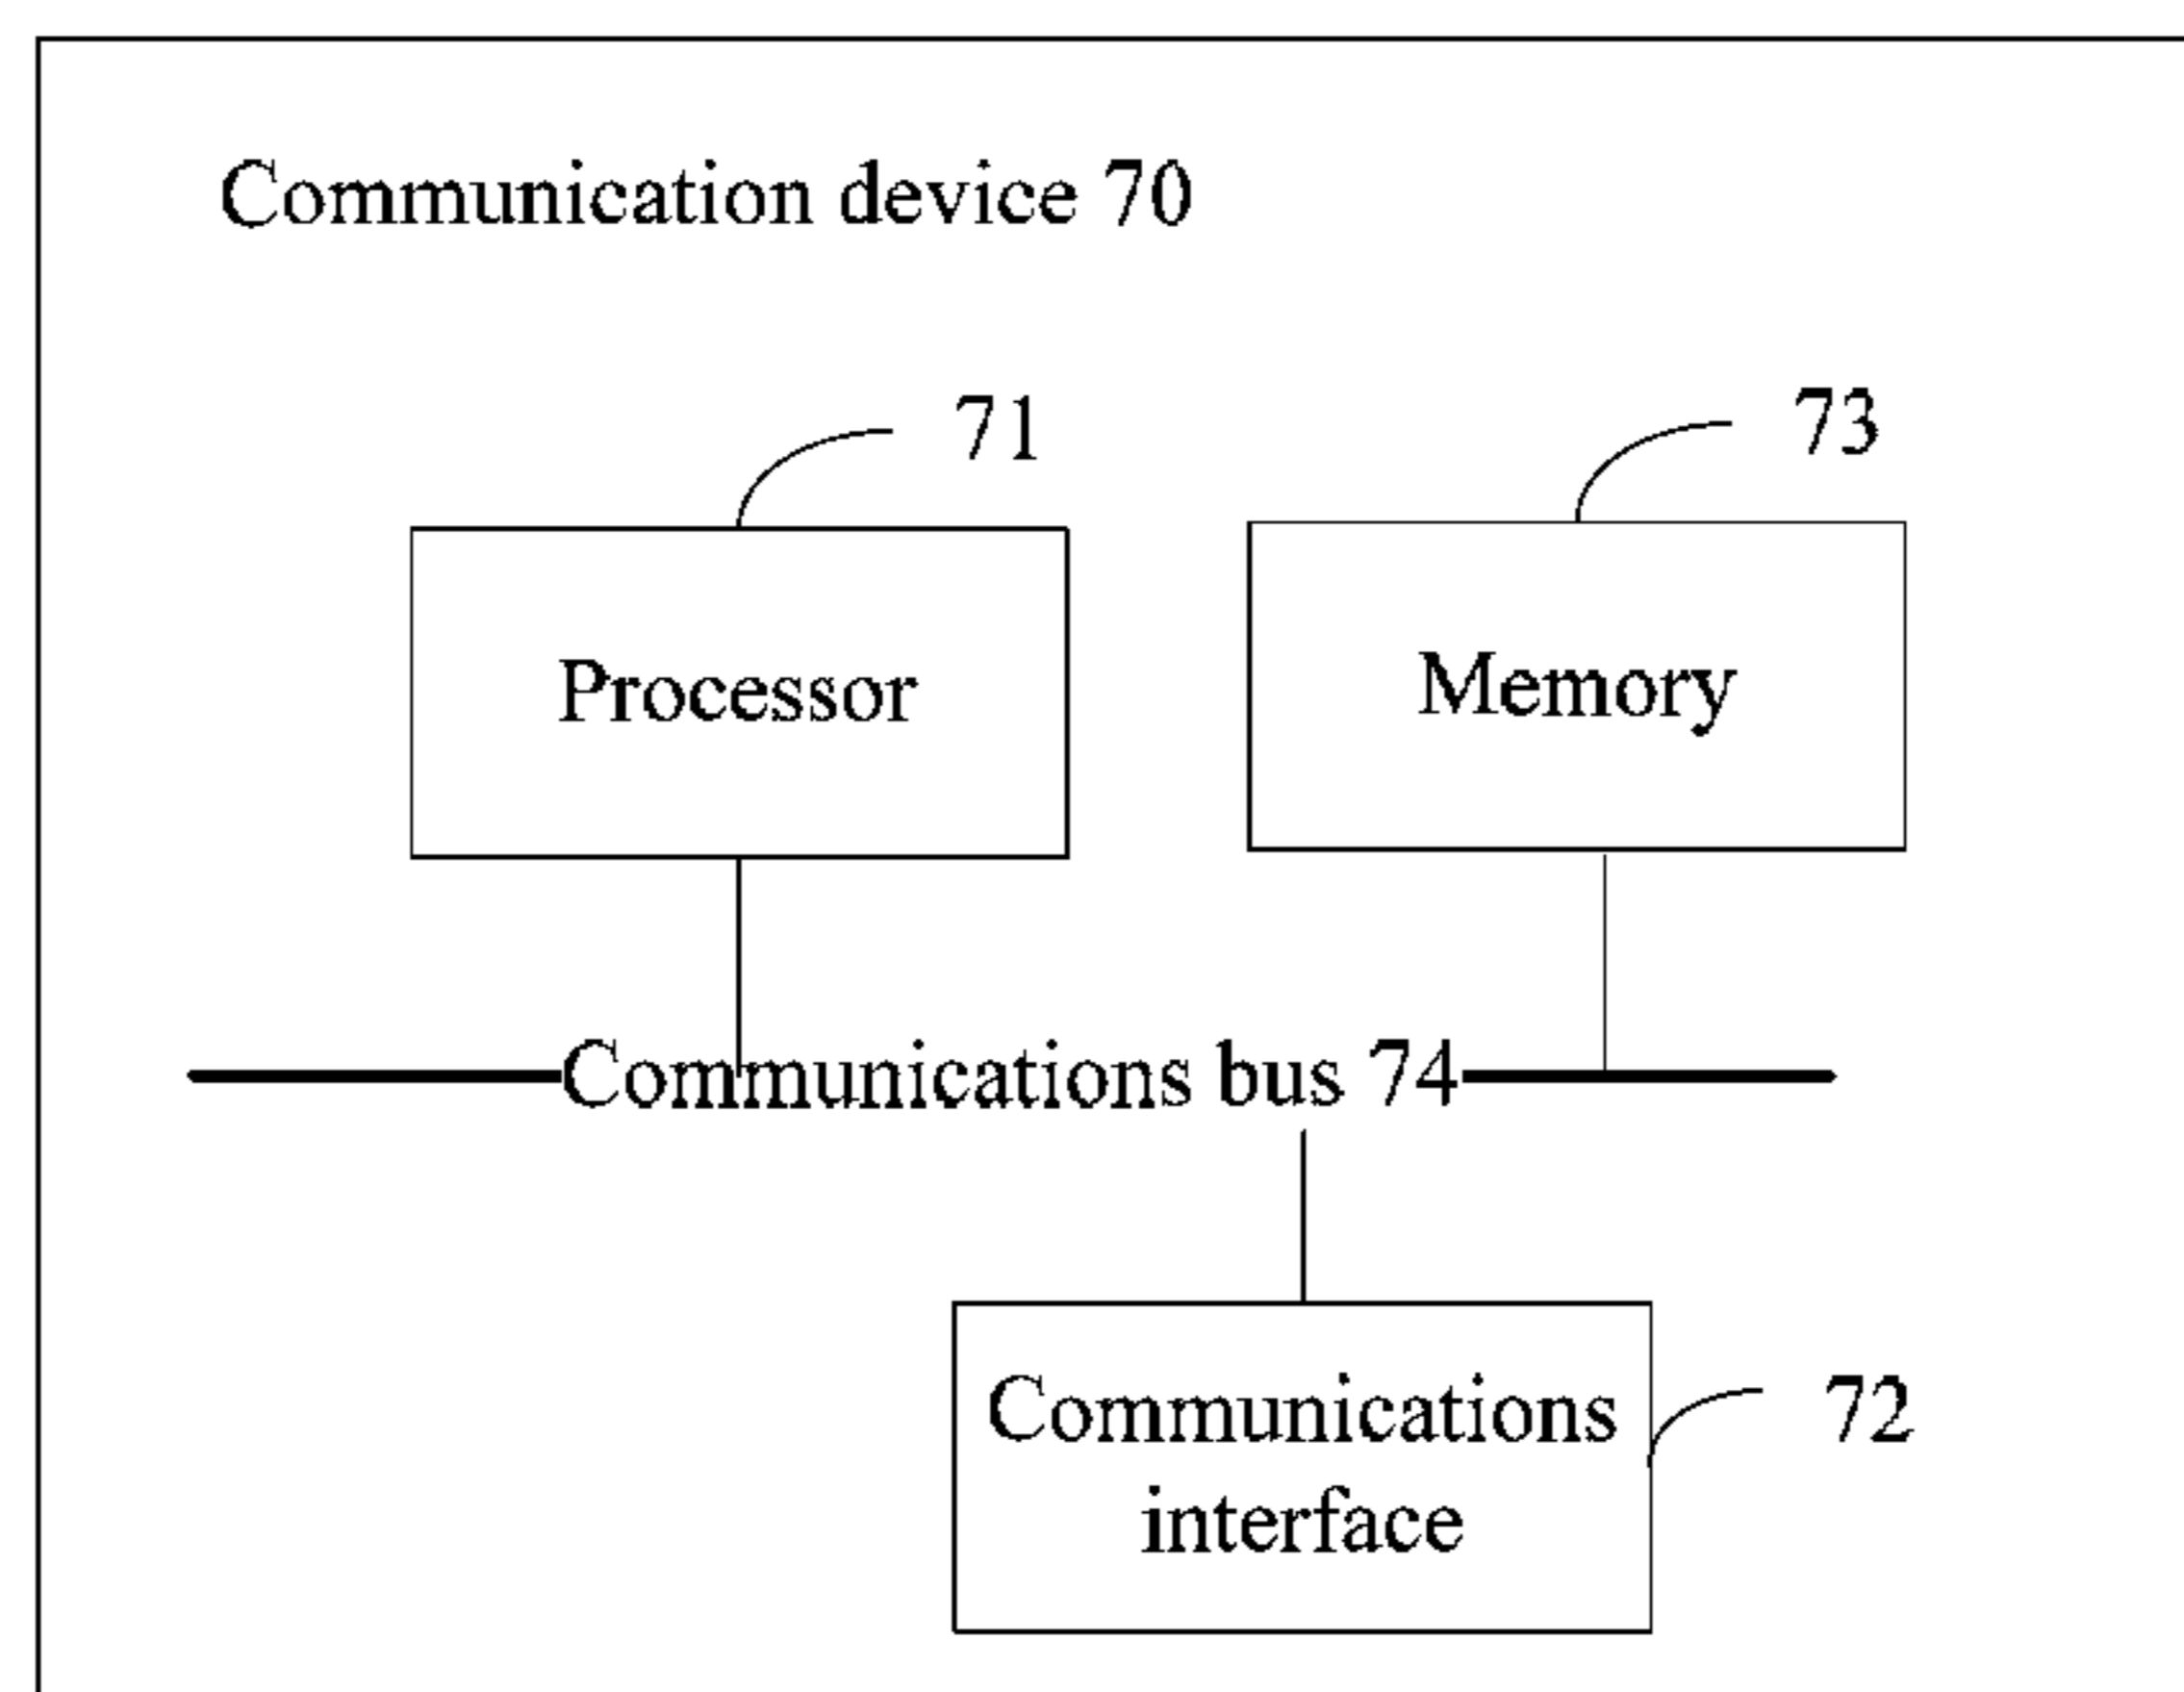 Communication device 70
71
73
Processor
Memory
Communications bus 74
Communications
interface
72